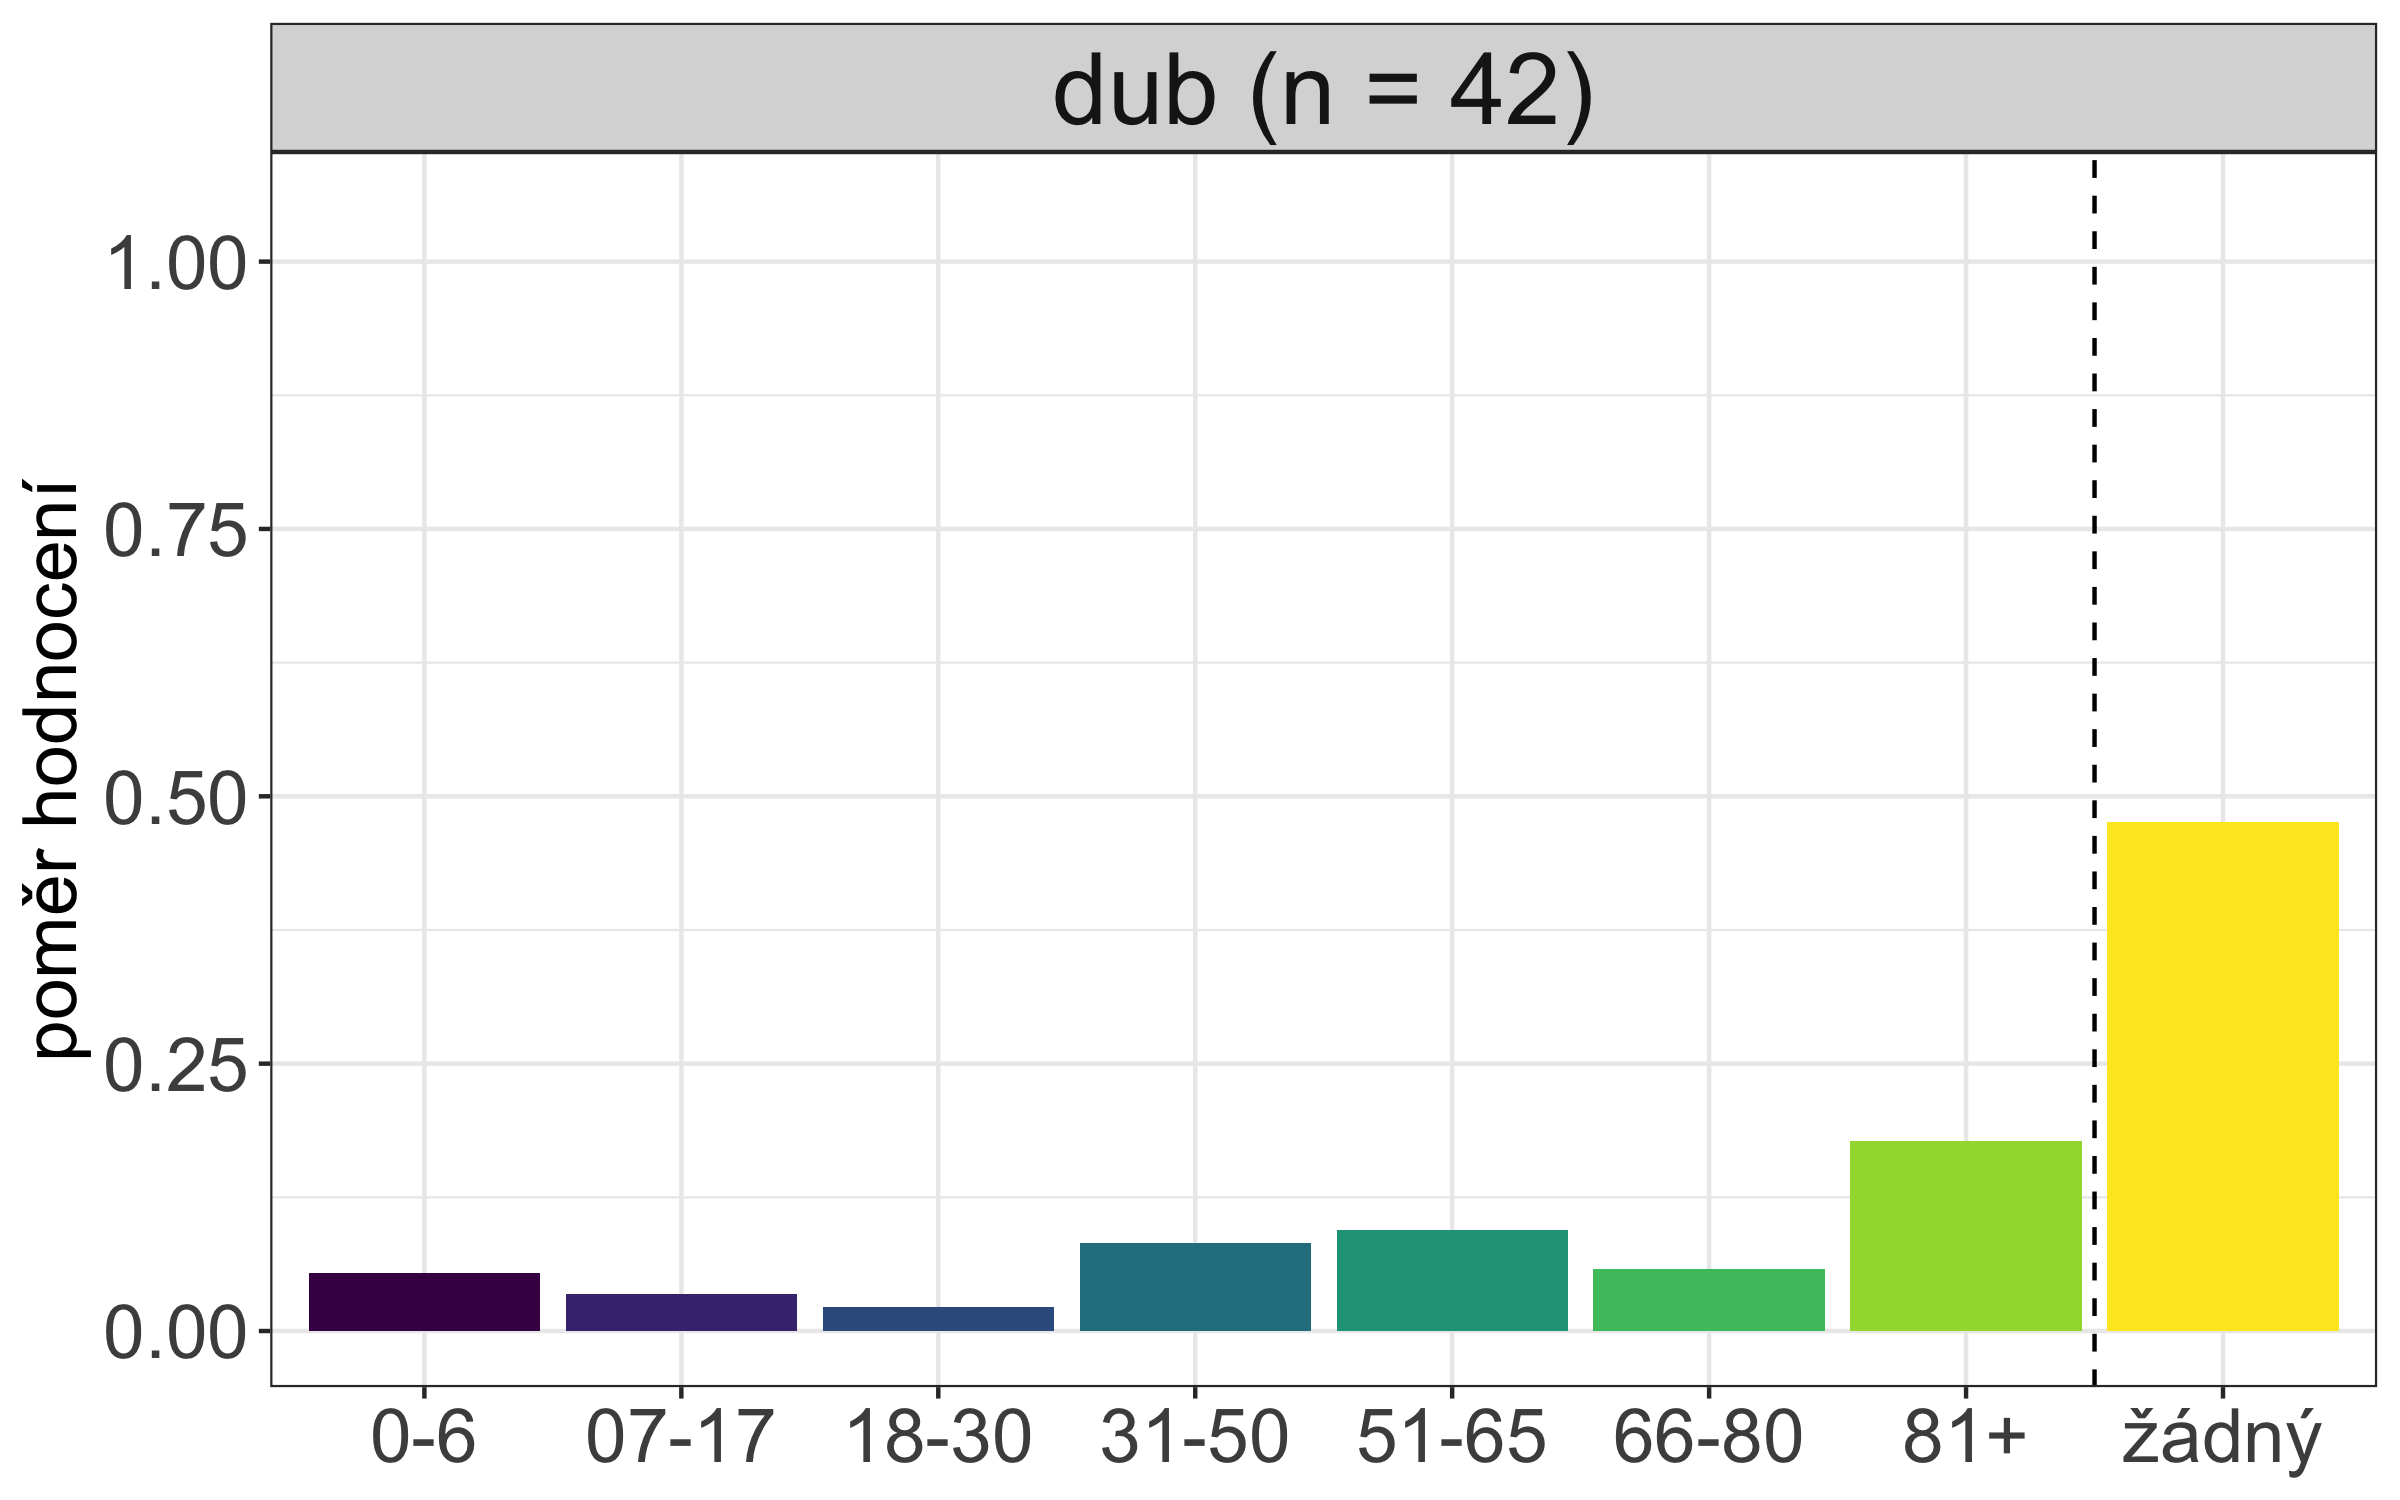 dub (n = 42)
poměr hodnocení
1.00
0.75
0.50
0.25
0.00
0-6 07-17 18-30 31-50 51-65 66-80 81+ žádný